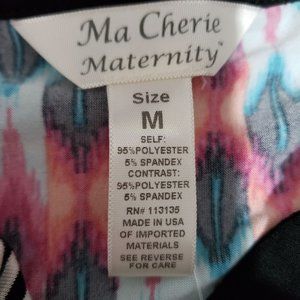 Ma Cherie
Maternity™
Size
M
SELF:
95%POLYESTER
5% SPANDEX
CONTRAST:
95%POLYESTER
5% SPANDEX
RN# 113135
MADE IN USA
OF IMPORTED
MATERIALS
SEE REVERSE
FOR CARE